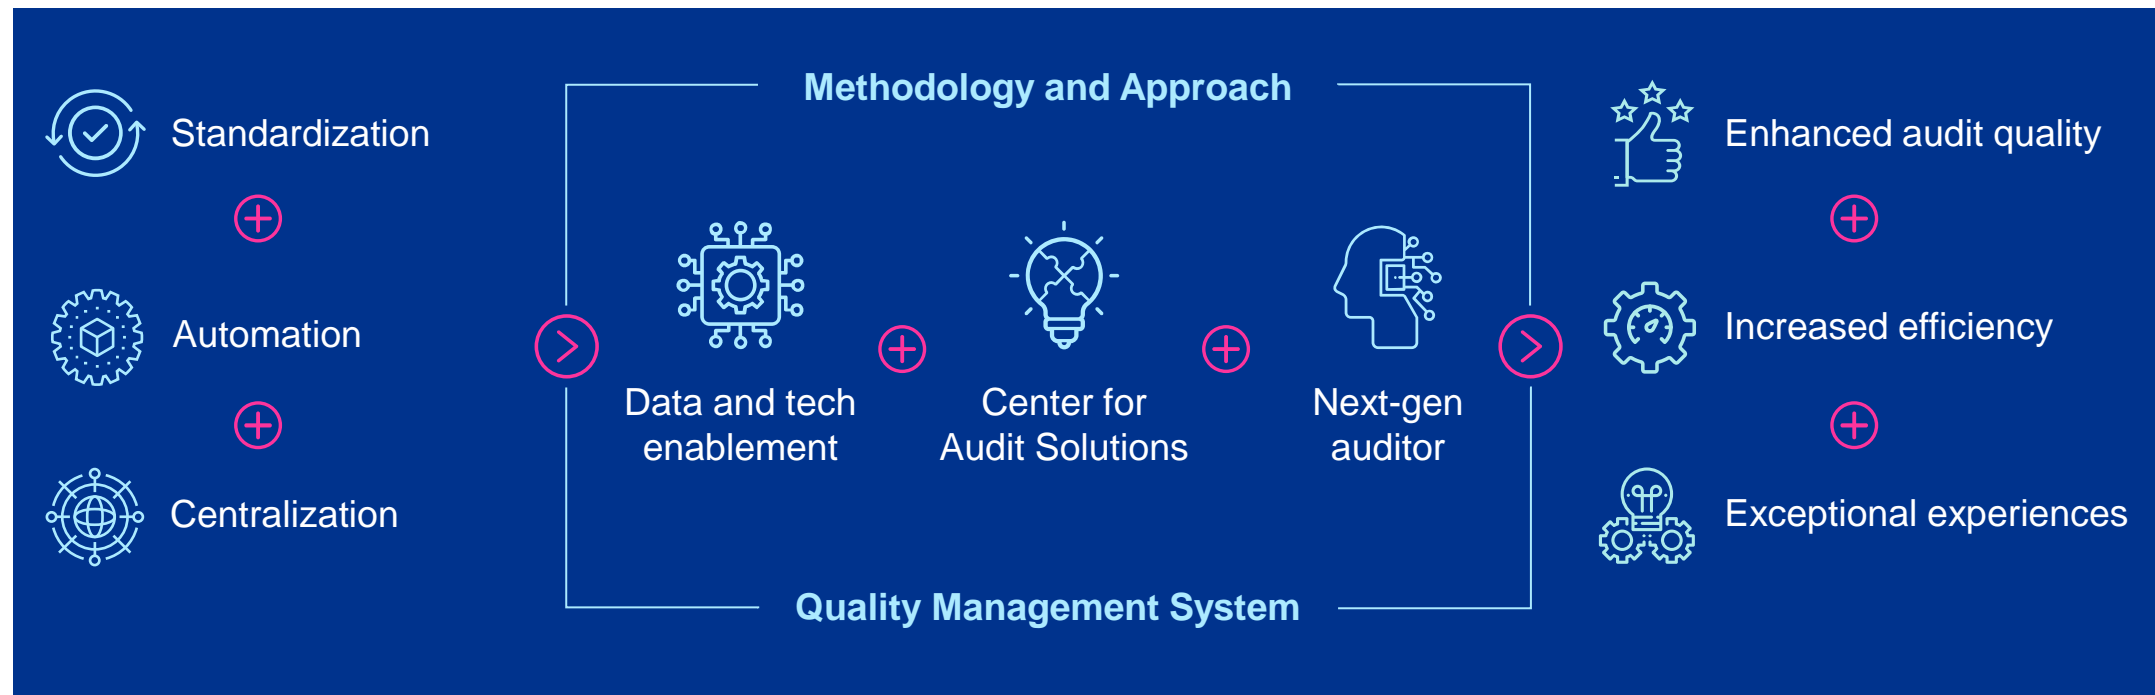 Standardization
Automation
Centralization
Methodology and Approach
Data and tech
enablement
Center for
Audit Solutions
Next-gen
auditor
Quality Management System
Enhanced audit quality
Increased efficiency
Exceptional experiences